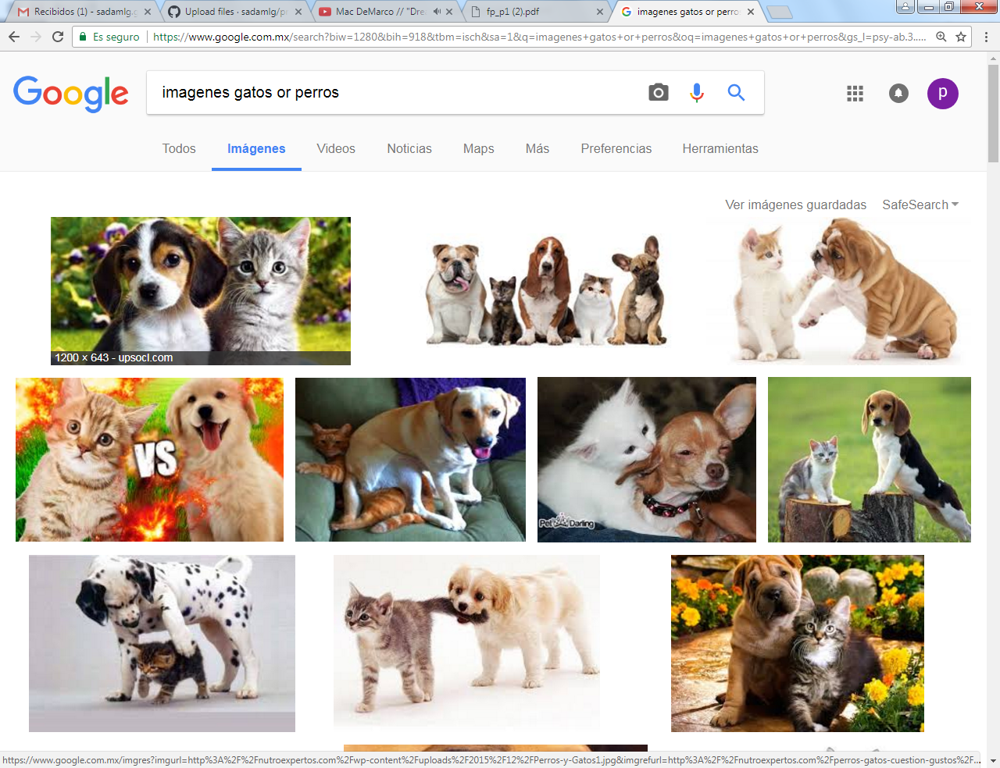 Recibidos (1) - sadamlg.g
Upload files · sadamlg/pr
Mac DeMarco // "Drea
fp_p1 (2).pdf
imagenes gatos or perro
Es seguro
https://www.google.com.mx/search?biw=1280&bih=918&tbm=isch&sa=1&q=imagenes+gatos+or+perros&oq=imagenes+gatos+or+perros&gs_l=psy-ab.3.....
Google
imagenes gatos or perros
p
Todos
Imágenes
Videos
Noticias
Maps
Más
Preferencias
Herramientas
Ver imágenes guardadas
SafeSearch
1200 × 643 - upsocl.com
VS
Pet Darling
https://www.google.com.mx/imgres?imgurl=http%3A%2F%2Fnutroexpertos.com%2Fwp-content%2Fuploads%2F2015%2F12%2FPerros-y-Gatos1.jpg&imgrefurl=http%3A%2F%2Fnutroexpertos.com%2Fperros-gatos-cuestion-gustos%2F...